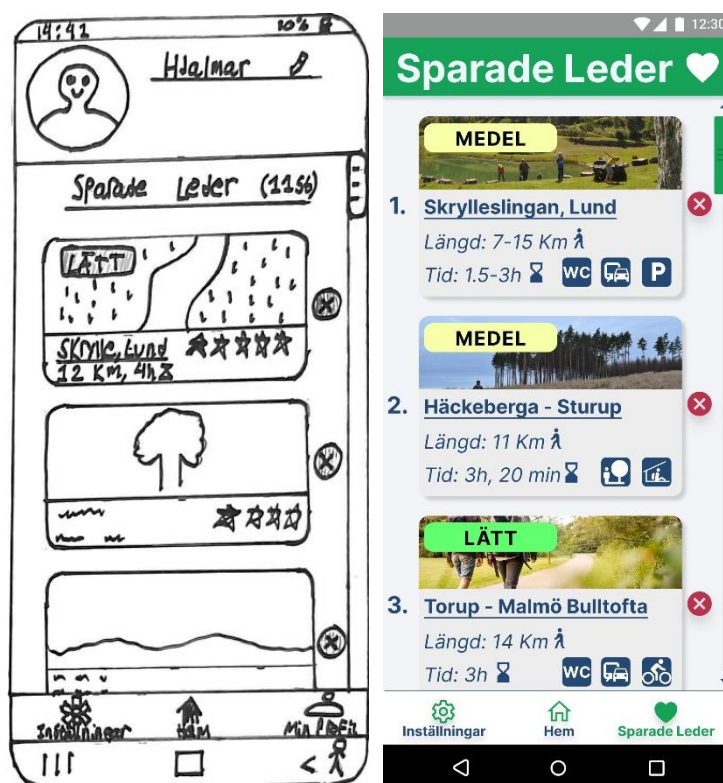 14:41 10%
Hjalmar
Sparade Leder (1156)
LÄTT
Skrylle, Lund
12 Km, 4h
Inställningar Hem Min Profil
12:30
Sparade Leder
MEDEL
1. Skrylleslingan, Lund
Längd: 7-15 Km
Tid: 1.5-3h WC P
MEDEL
2. Häckeberga - Sturup
Längd: 11 Km
Tid: 3h, 20 min
LÄTT
3. Torup - Malmö Bulltofta
Längd: 14 Km
Tid: 3h WC
Inställningar Hem Sparade Leder